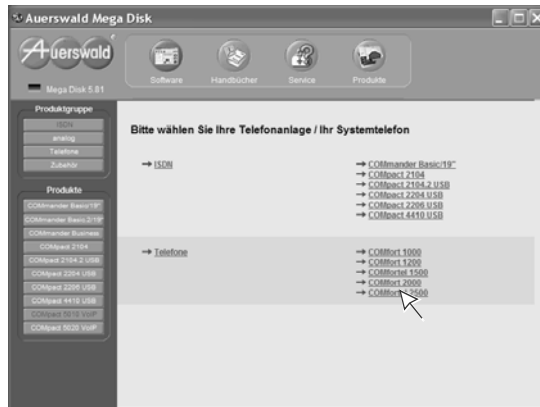 Auerswald Mega Disk
Auerswald
Software
Handbücher
Service
Produkte
Mega Disk 5.81
Produktgruppe
ISDN
analog
Telefone
Zubehör
Produkte
COMmander Basic/19"
COMmander Basic.2/19"
COMmander Business
COMpact 2104
COMpact 2104.2 USB
COMpact 2204 USB
COMpact 2206 USB
COMpact 4410 USB
COMpact 5010 VoIP
COMpact 5020 VoIP
Bitte wählen Sie Ihre Telefonanlage / Ihr Systemtelefon
→ ISDN
→ COMmander Basic/19"
→ COMpact 2104
→ COMpact 2104.2 USB
→ COMpact 2204 USB
→ COMpact 2206 USB
→ COMpact 4410 USB
→ Telefone
→ COMfort 1000
→ COMfort 1200
→ COMfortel 1500
→ COMfort 2000
→ COMfortel 2500